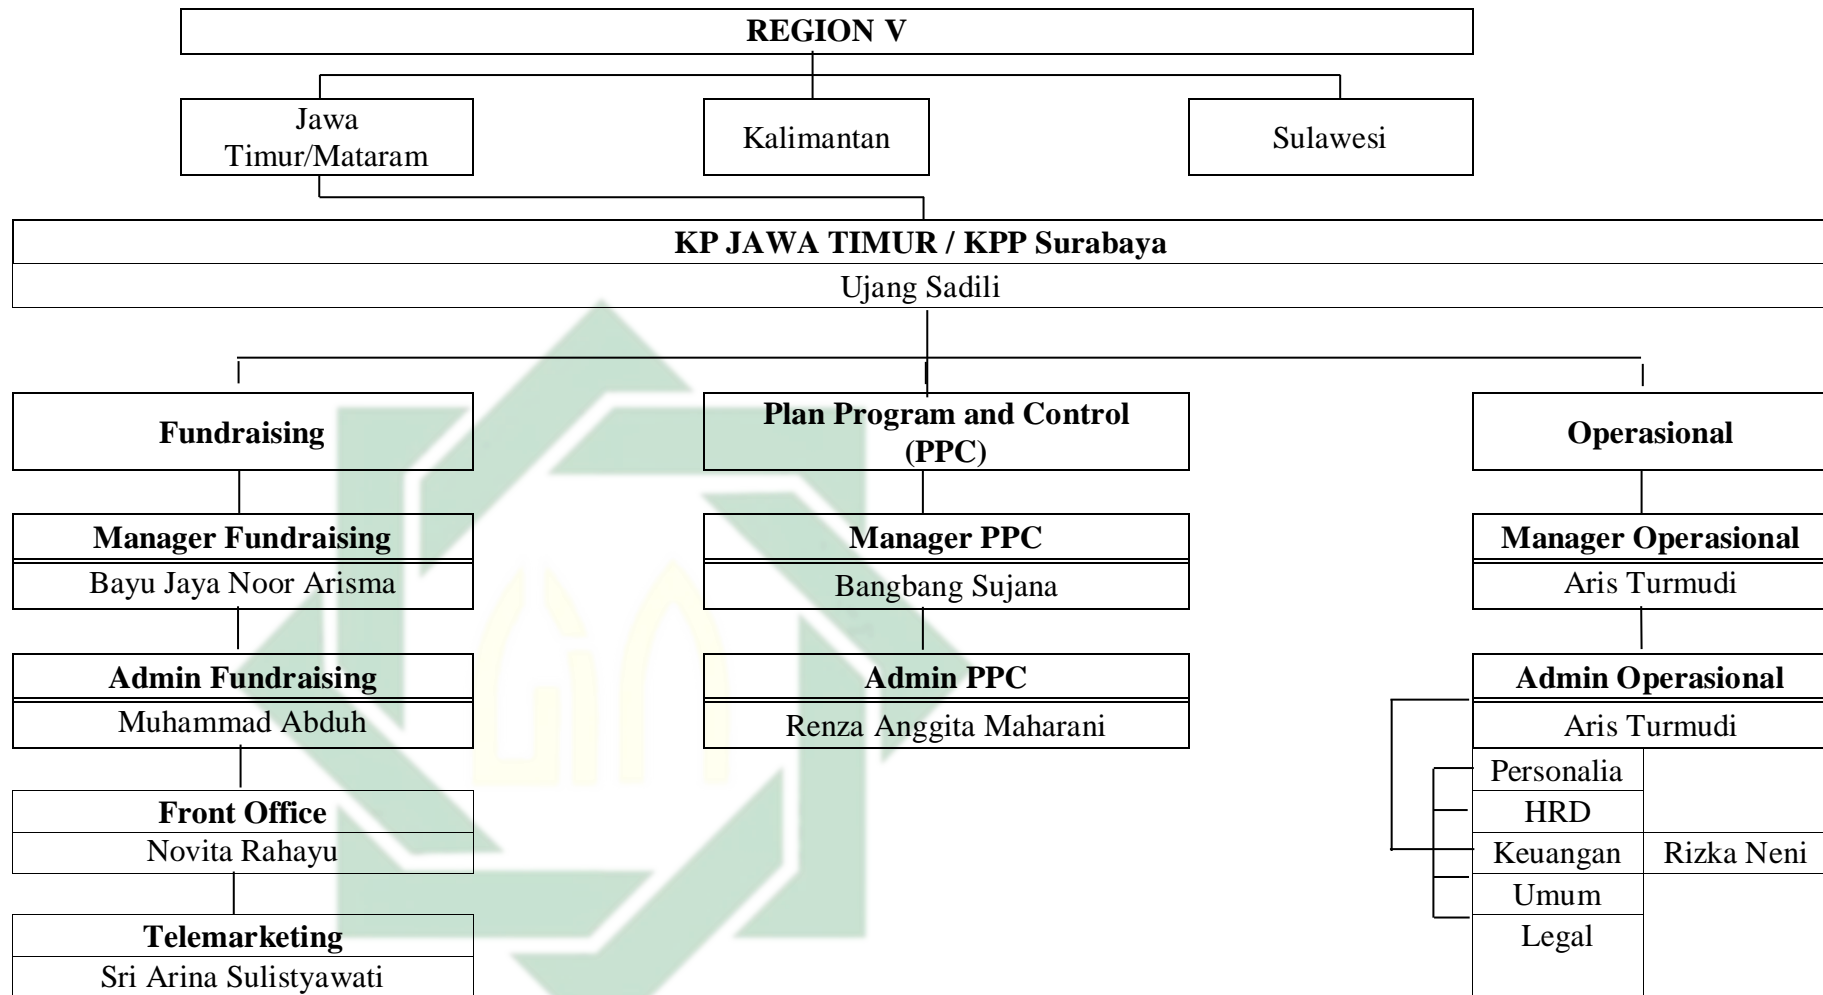 REGION V
Jawa
Timur/Mataram
Kalimantan
Sulawesi
KP JAWA TIMUR / KPP Surabaya
Ujang Sadili
Fundraising
Plan Program and Control
(PPC)
Operasional
Manager Fundraising
Bayu Jaya Noor Arisma
Manager PPC
Bangbang Sujana
Manager Operasional
Aris Turmudi
Admin Fundraising
Muhammad Abduh
Admin PPC
Renza Anggita Maharani
Admin Operasional
Aris Turmudi
Personalia
HRD
Keuangan Rizka Neni
Umum
Legal
Front Office
Novita Rahayu
Telemarketing
Sri Arina Sulistyawati